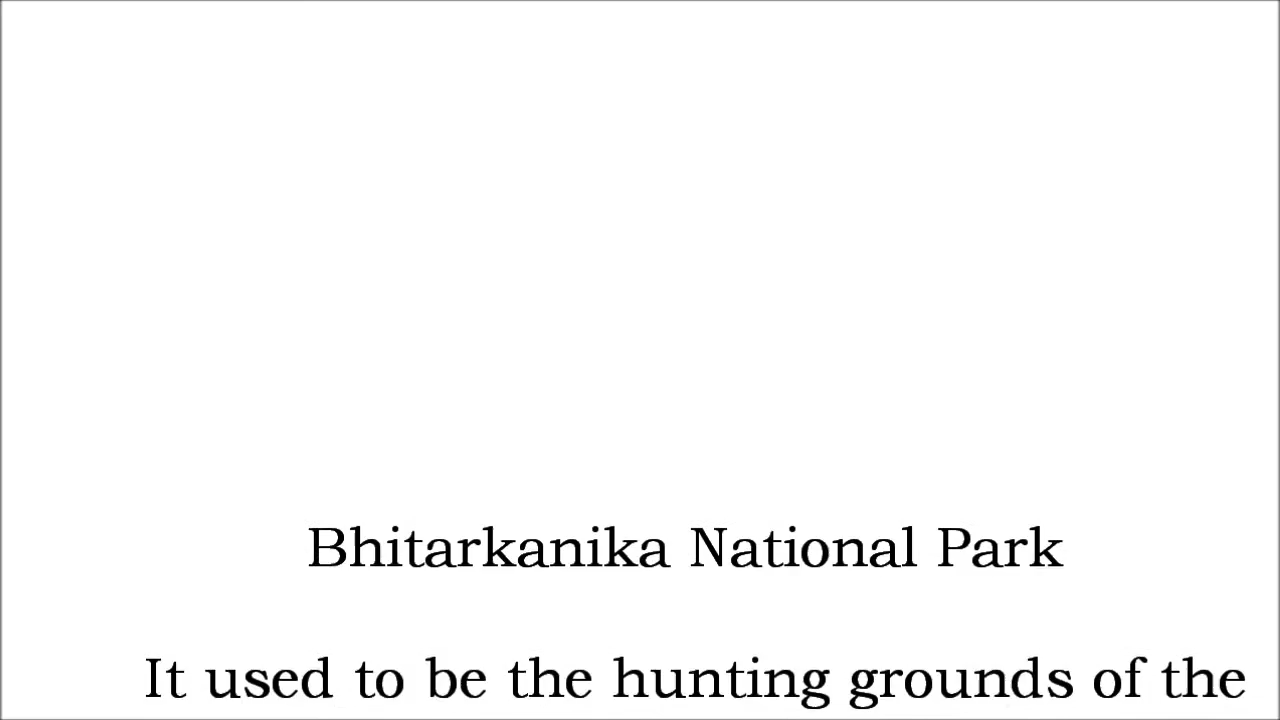 Bhitarkanika National Park
It used to be the hunting grounds of the